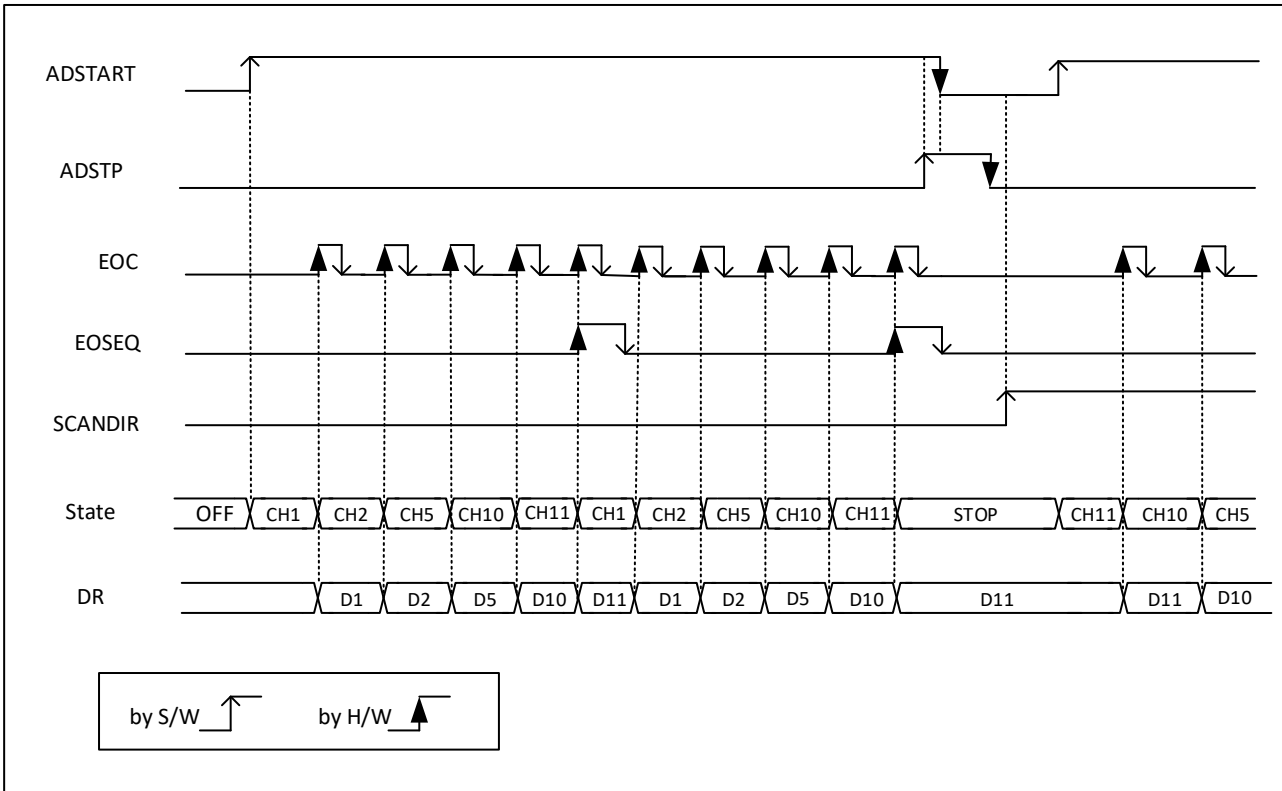 ADSTART
ADSTP
EOC
EOSEQ
SCANDIR
State OFF CH1 CH2 CH5 CH10 CH11 CH1 CH2 CH5 CH10 CH11 STOP CH11 CH10 CH5
DR D1 D2 D5 D10 D11 D1 D2 D5 D10 D11 D11 D10
by S/W by H/W